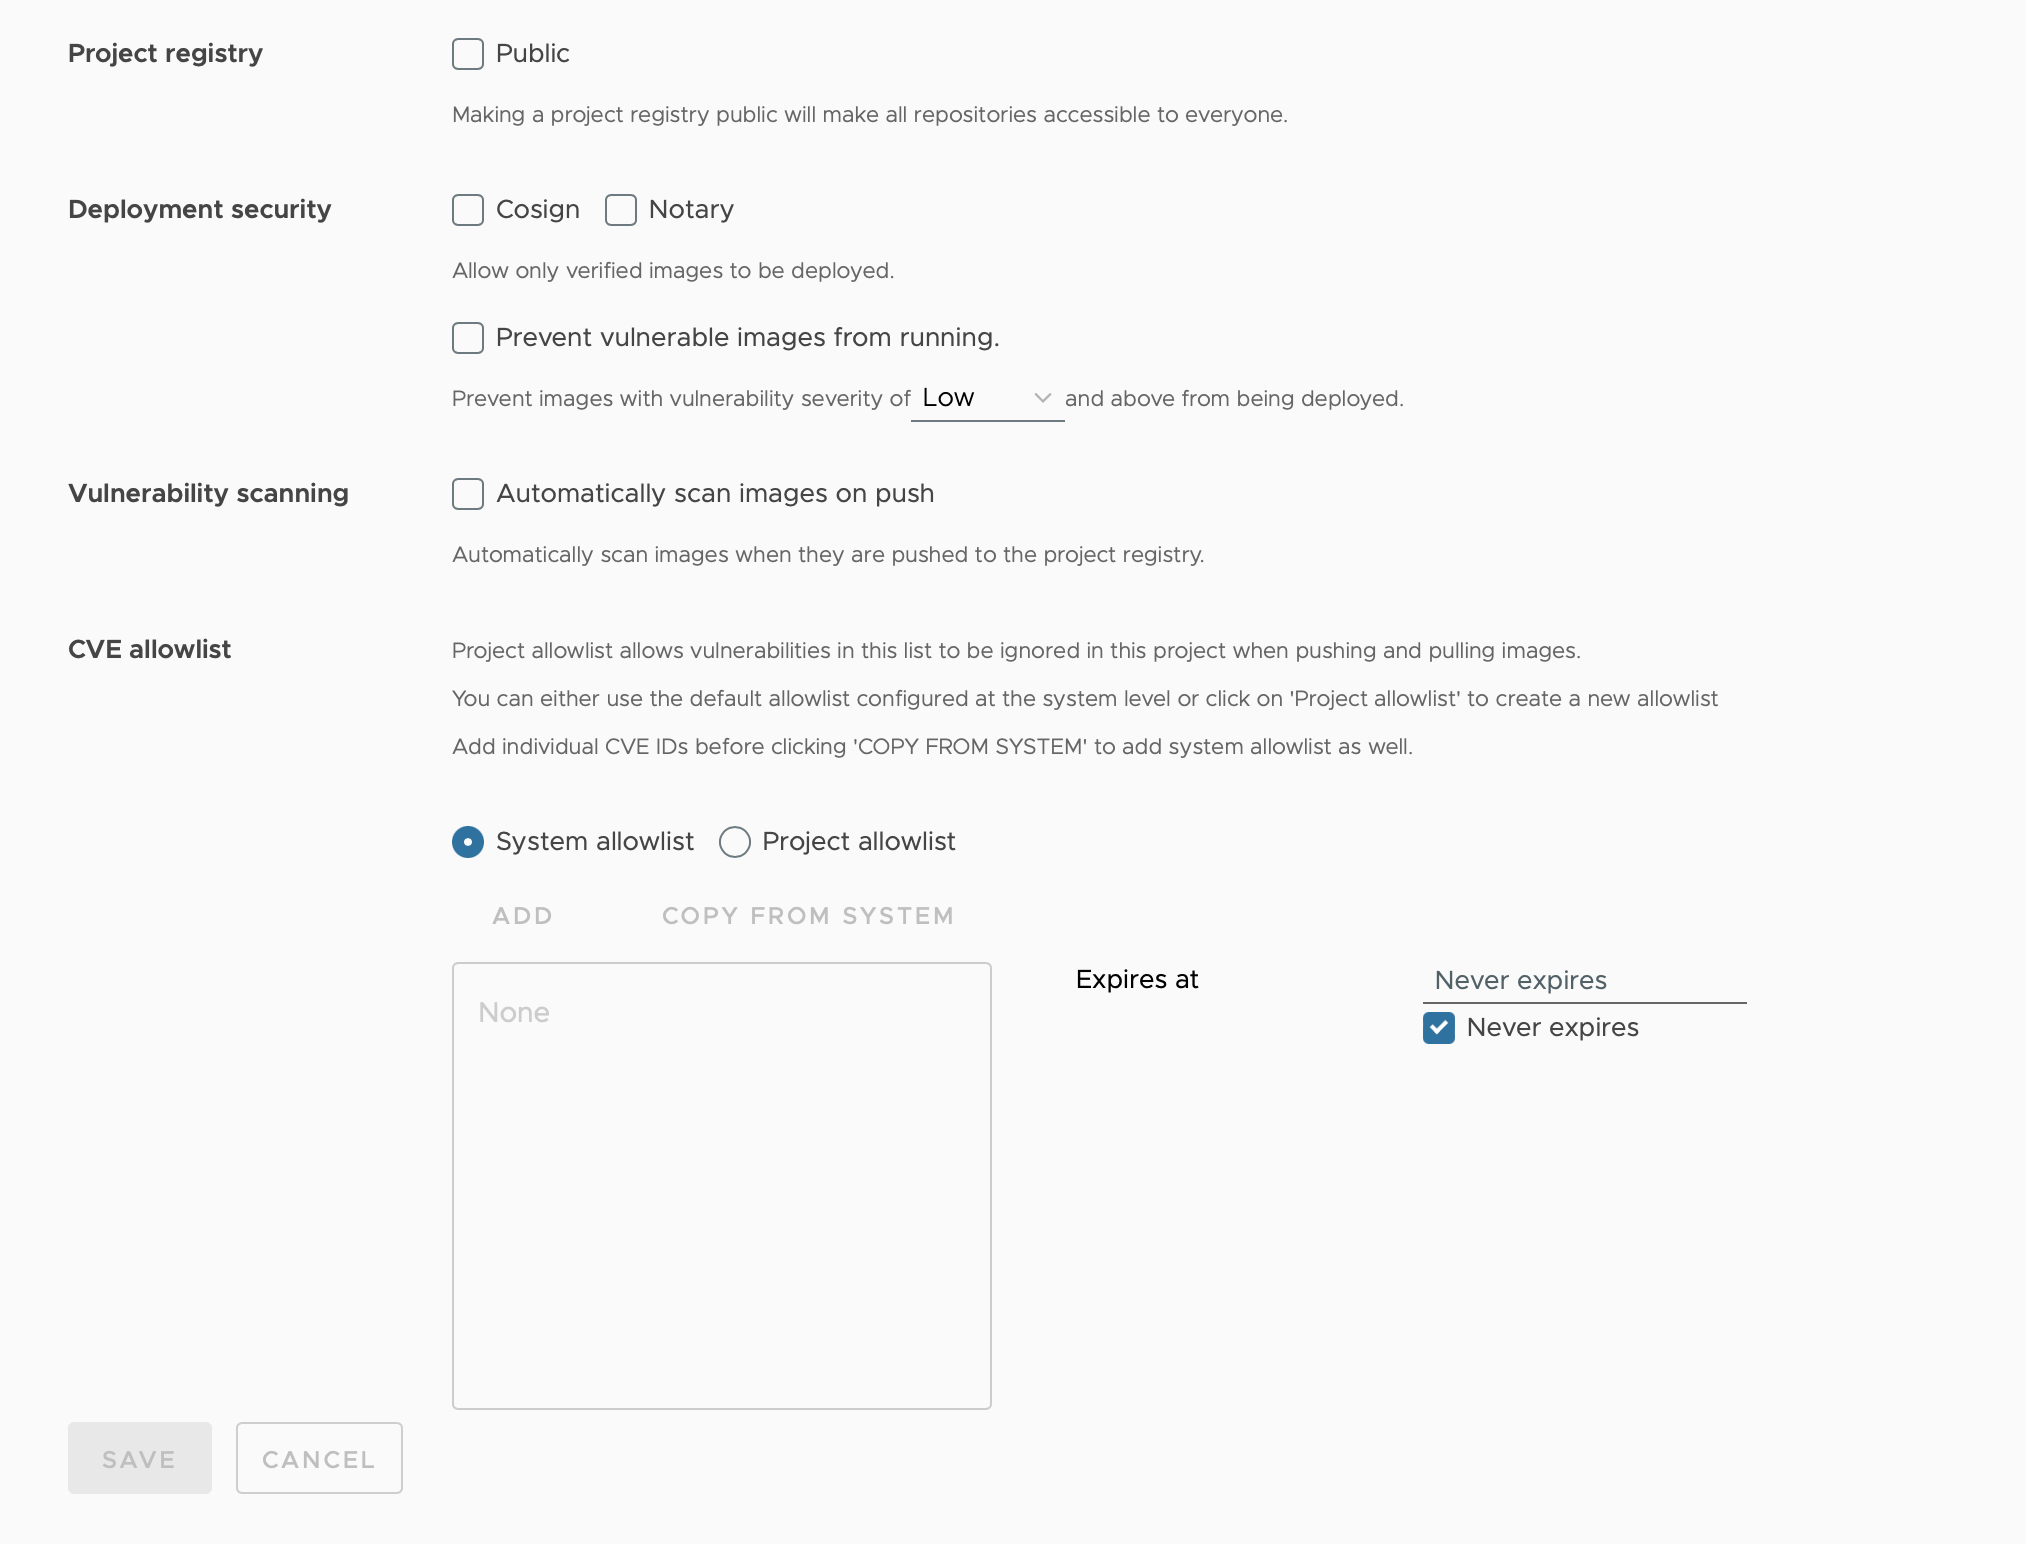 Project registry
Public
Making a project registry public will make all repositories accessible to everyone.
Deployment security
Cosign Notary
Allow only verified images to be deployed.
Prevent vulnerable images from running.
Prevent images with vulnerability severity of Low and above from being deployed.
Vulnerability scanning
Automatically scan images on push
Automatically scan images when they are pushed to the project registry.
CVE allowlist
Project allowlist allows vulnerabilities in this list to be ignored in this project when pushing and pulling images.
You can either use the default allowlist configured at the system level or click on 'Project allowlist' to create a new allowlist
Add individual CVE IDs before clicking 'COPY FROM SYSTEM' to add system allowlist as well.
System allowlist Project allowlist
ADD COPY FROM SYSTEM
None
Expires at
Never expires
Never expires
SAVE CANCEL